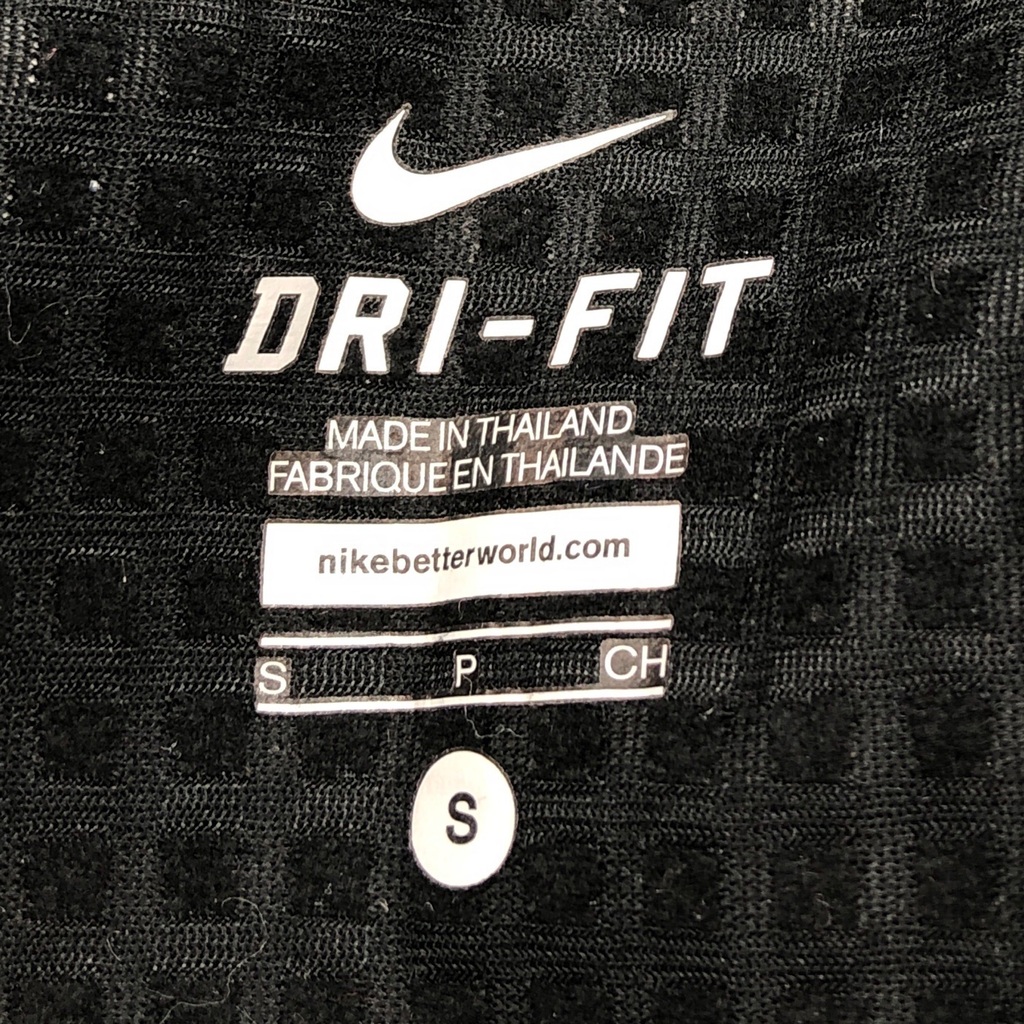 DRI-FIT
MADE IN THAILAND
FABRIQUE EN THAILANDE
nikebetterworld.com
S P CH
S